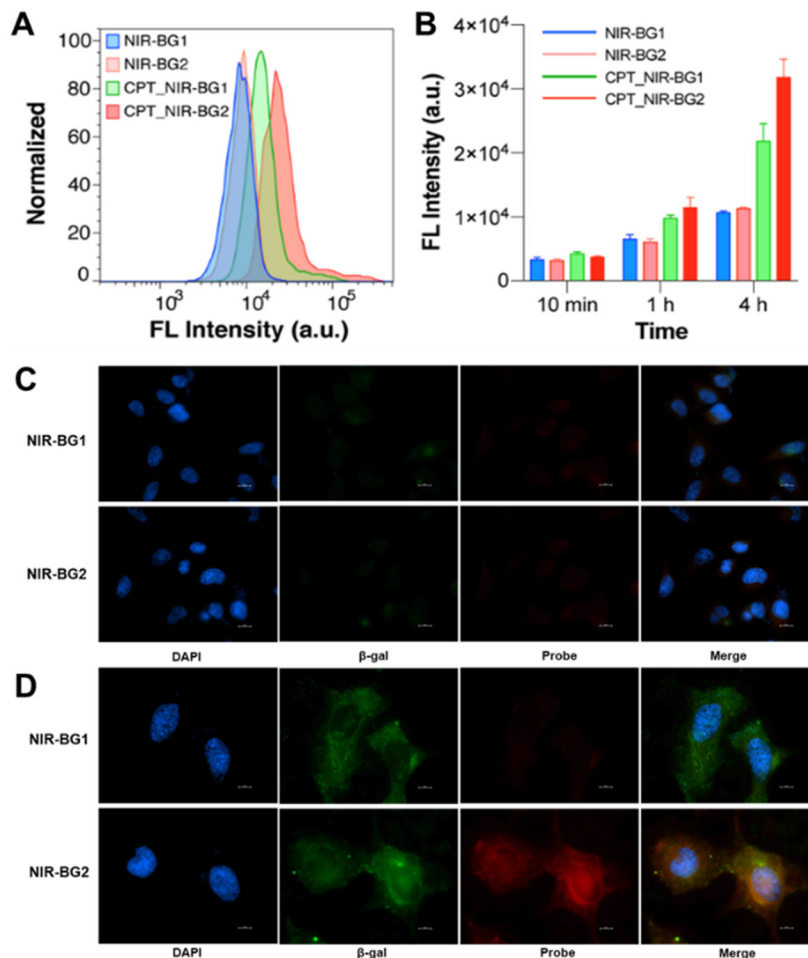 A
Normalized
100
80
60
40
20
0
NIR-BG1
NIR-BG2
CPT_NIR-BG1
CPT_NIR-BG2
10³ 10⁴ 10⁵
FL Intensity (a.u.)
B
FL Intensity (a.u.)
4×10⁴
3×10⁴
2×10⁴
1×10⁴
0
NIR-BG1
NIR-BG2
CPT_NIR-BG1
CPT_NIR-BG2
10 min 1 h 4 h
Time
C
NIR-BG1
NIR-BG2
DAPI β-gal Probe Merge
D
NIR-BG1
NIR-BG2
DAPI β-gal Probe Merge